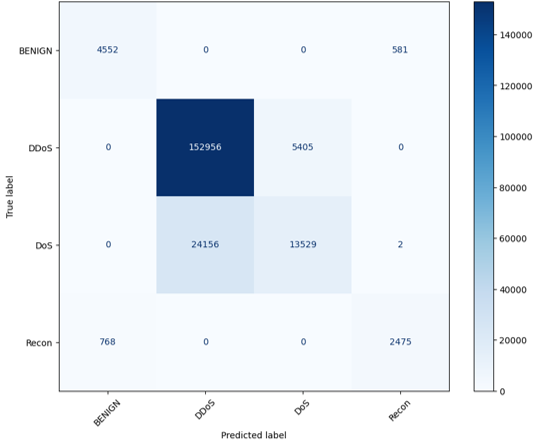 True label
BENIGN 4552 0 0 581
DDoS 0 152956 5405 0
DoS 0 24156 13529 2
Recon 768 0 0 2475
BENIGN DDoS DoS Recon
Predicted label
140000
120000
100000
80000
60000
40000
20000
0